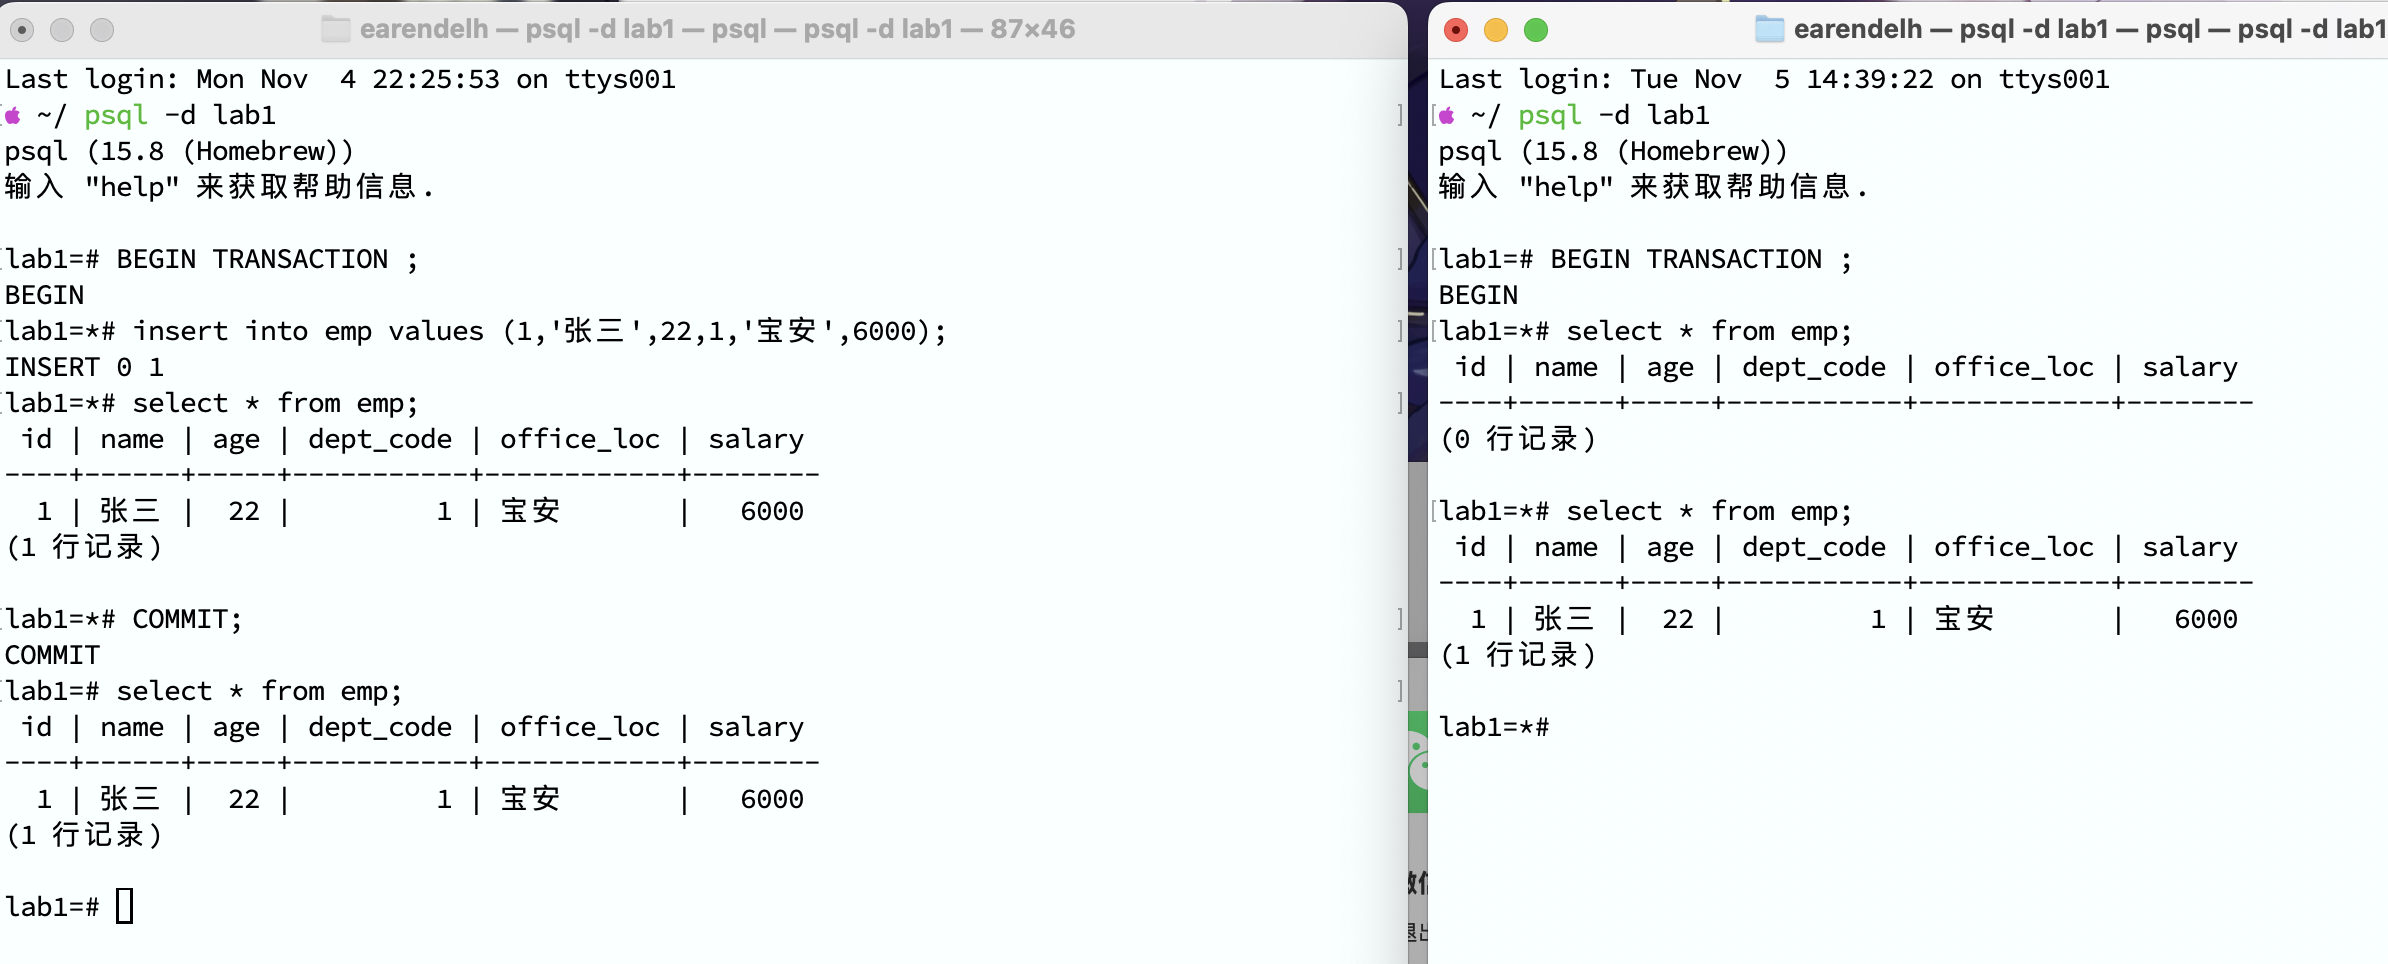 earendelh — psql -d lab1 — psql — psql -d lab1 — 87×46
Last login: Mon Nov  4 22:25:53 on ttys001
~/ psql -d lab1
psql (15.8 (Homebrew))
输入 "help" 来获取帮助信息.
lab1=# BEGIN TRANSACTION ;
BEGIN
lab1=*# insert into emp values (1,'张三',22,1,'宝安',6000);
INSERT 0 1
lab1=*# select * from emp;
 id | name | age | dept_code | office_loc | salary
----+------+-----+-----------+------------+--------
  1 | 张三 |  22 |         1 | 宝安       |   6000
(1 行记录)
lab1=*# COMMIT;
COMMIT
lab1=# select * from emp;
 id | name | age | dept_code | office_loc | salary
----+------+-----+-----------+------------+--------
  1 | 张三 |  22 |         1 | 宝安       |   6000
(1 行记录)
lab1=#
earendelh — psql -d lab1 — psql — psql -d lab1
Last login: Tue Nov  5 14:39:22 on ttys001
~/ psql -d lab1
psql (15.8 (Homebrew))
输入 "help" 来获取帮助信息.
lab1=# BEGIN TRANSACTION ;
BEGIN
lab1=*# select * from emp;
 id | name | age | dept_code | office_loc | salary
----+------+-----+-----------+------------+--------
(0 行记录)
lab1=*# select * from emp;
 id | name | age | dept_code | office_loc | salary
----+------+-----+-----------+------------+--------
  1 | 张三 |  22 |         1 | 宝安       |   6000
(1 行记录)
lab1=*#